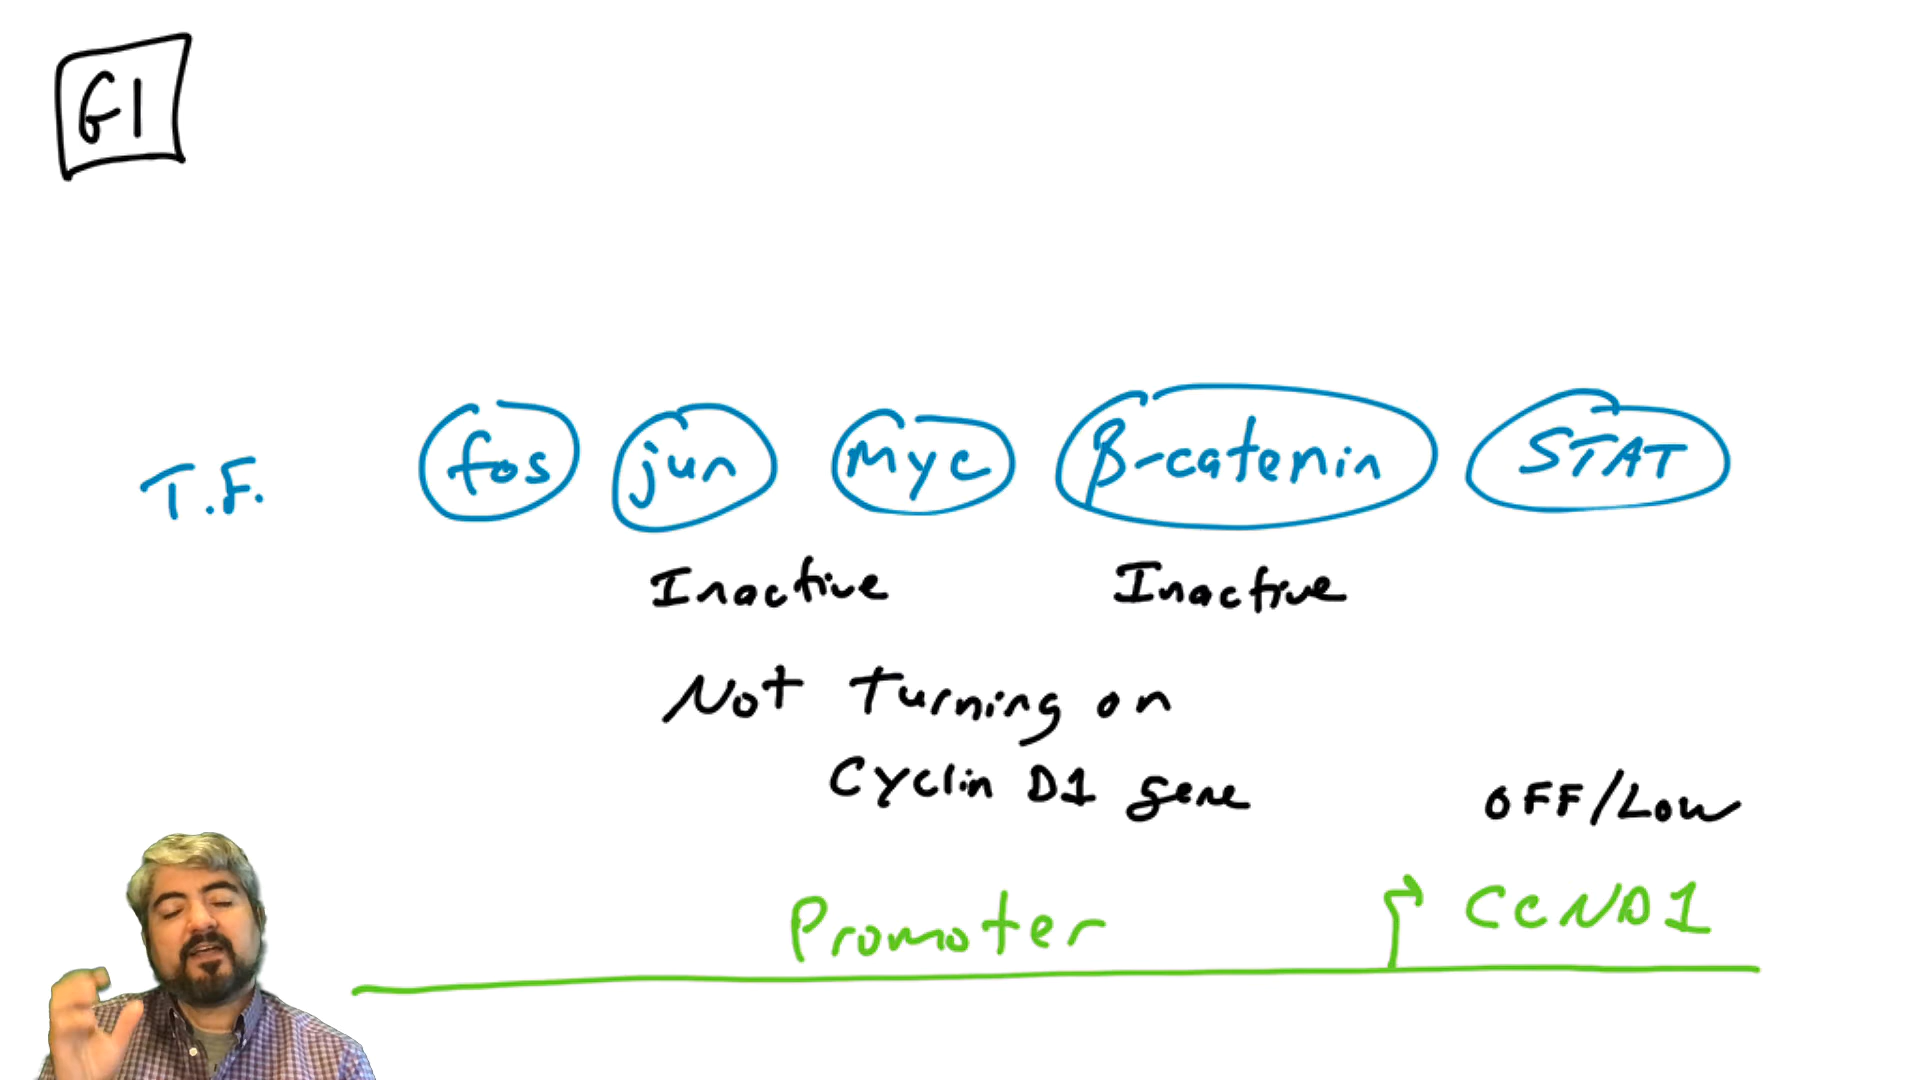 G1
T.F. fos jun Myc β-catenin STAT
Inactive Inactive
Not Turning on
Cyclin D1 gene
OFF/Low
Promoter CCND1